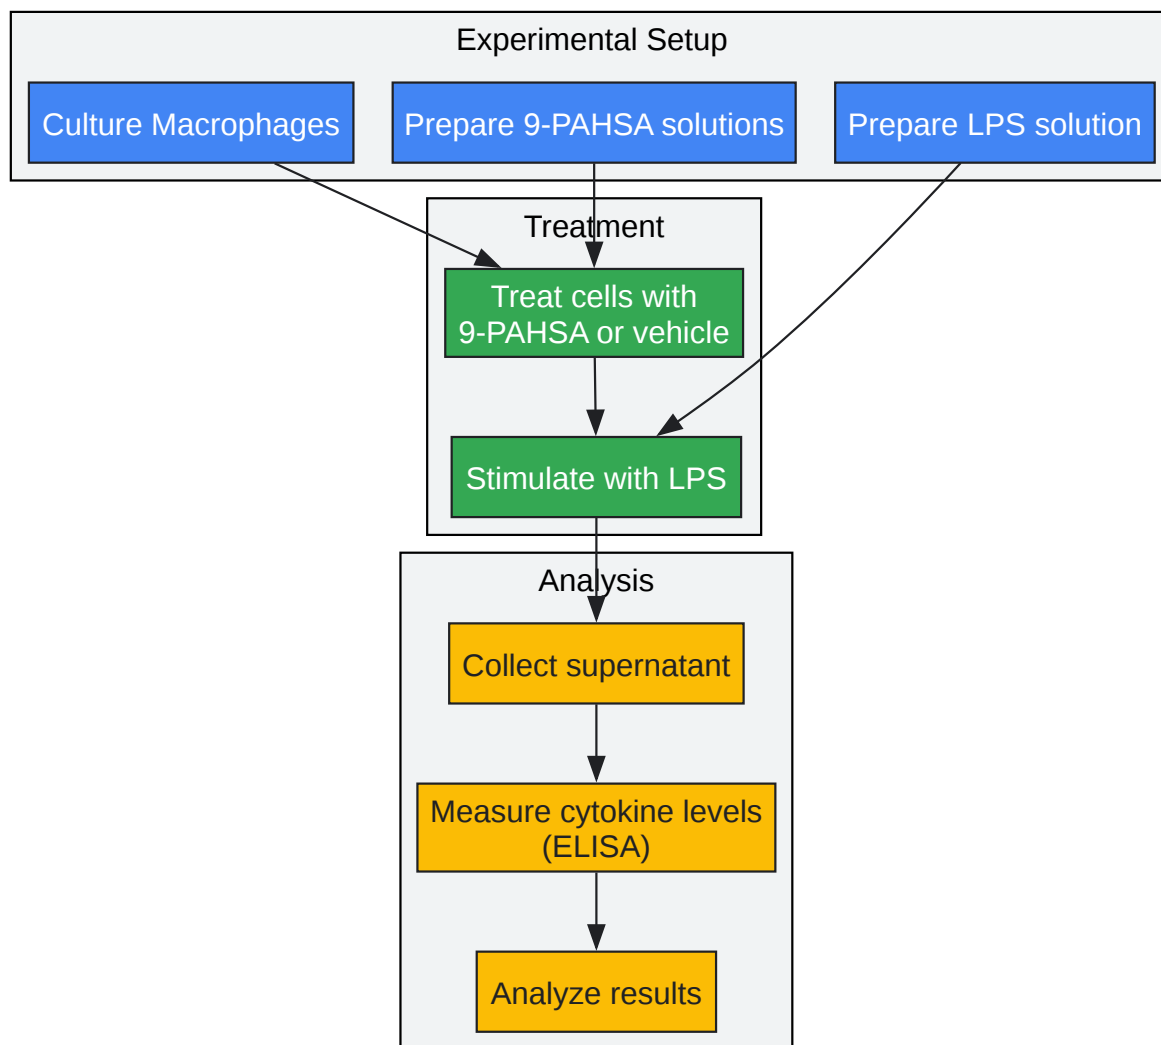 Experimental Setup
Culture Macrophages
Prepare 9-PAHSA solutions
Prepare LPS solution
Treatment
Treat cells with
9-PAHSA or vehicle
Stimulate with LPS
Analysis
Collect supernatant
Measure cytokine levels
(ELISA)
Analyze results